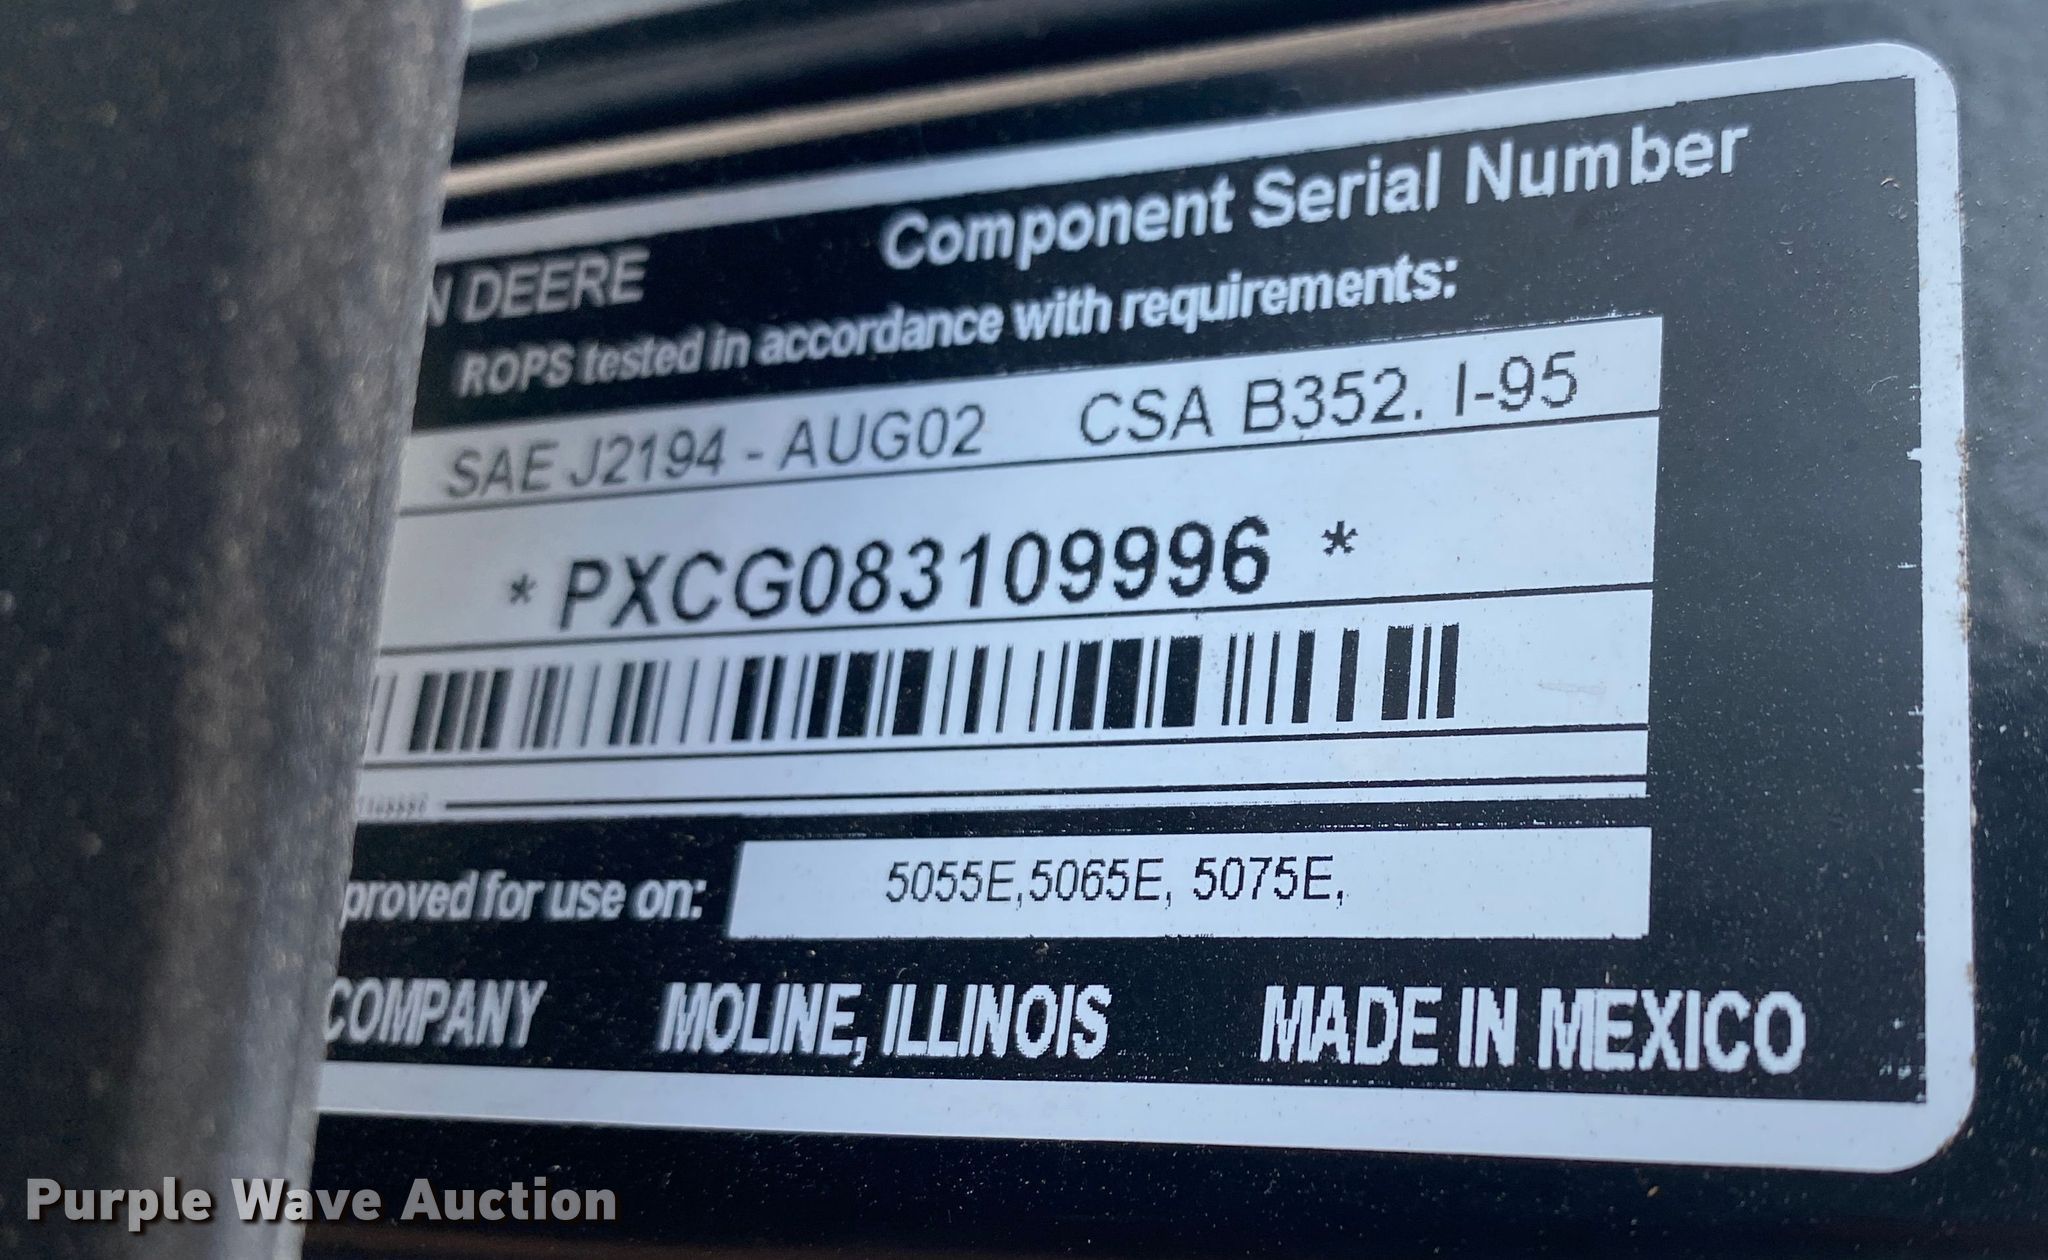 Component Serial Number
N DEERE
ROPS tested in accordance with requirements:
SAE J2194 - AUG02 CSA B352. I-95
* PXCG083109996 *
proved for use on: 5055E,5065E, 5075E,
COMPANY MOLINE, ILLINOIS MADE IN MEXICO
Purple Wave Auction